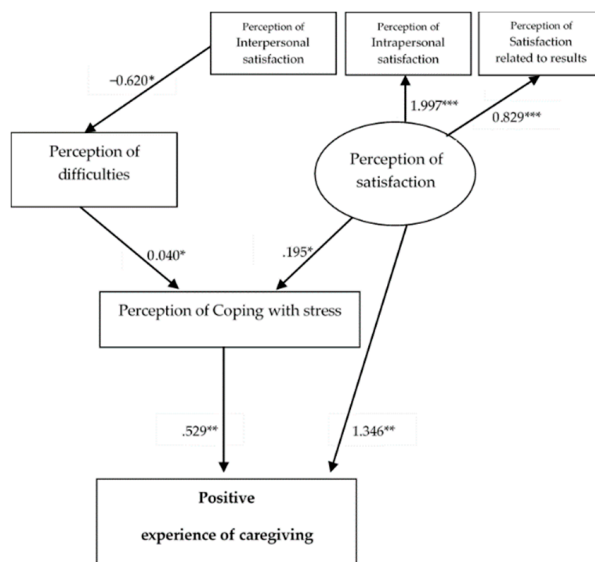 Perception of
Interpersonal
satisfaction
Perception of
Intrapersonal
satisfaction
Perception of
Satisfaction
related to results
−0.620*
1.997***
0.829***
Perception of
difficulties
Perception of
satisfaction
0.040*
.195*
Perception of Coping with stress
.529**
1.346**
Positive
experience of caregiving